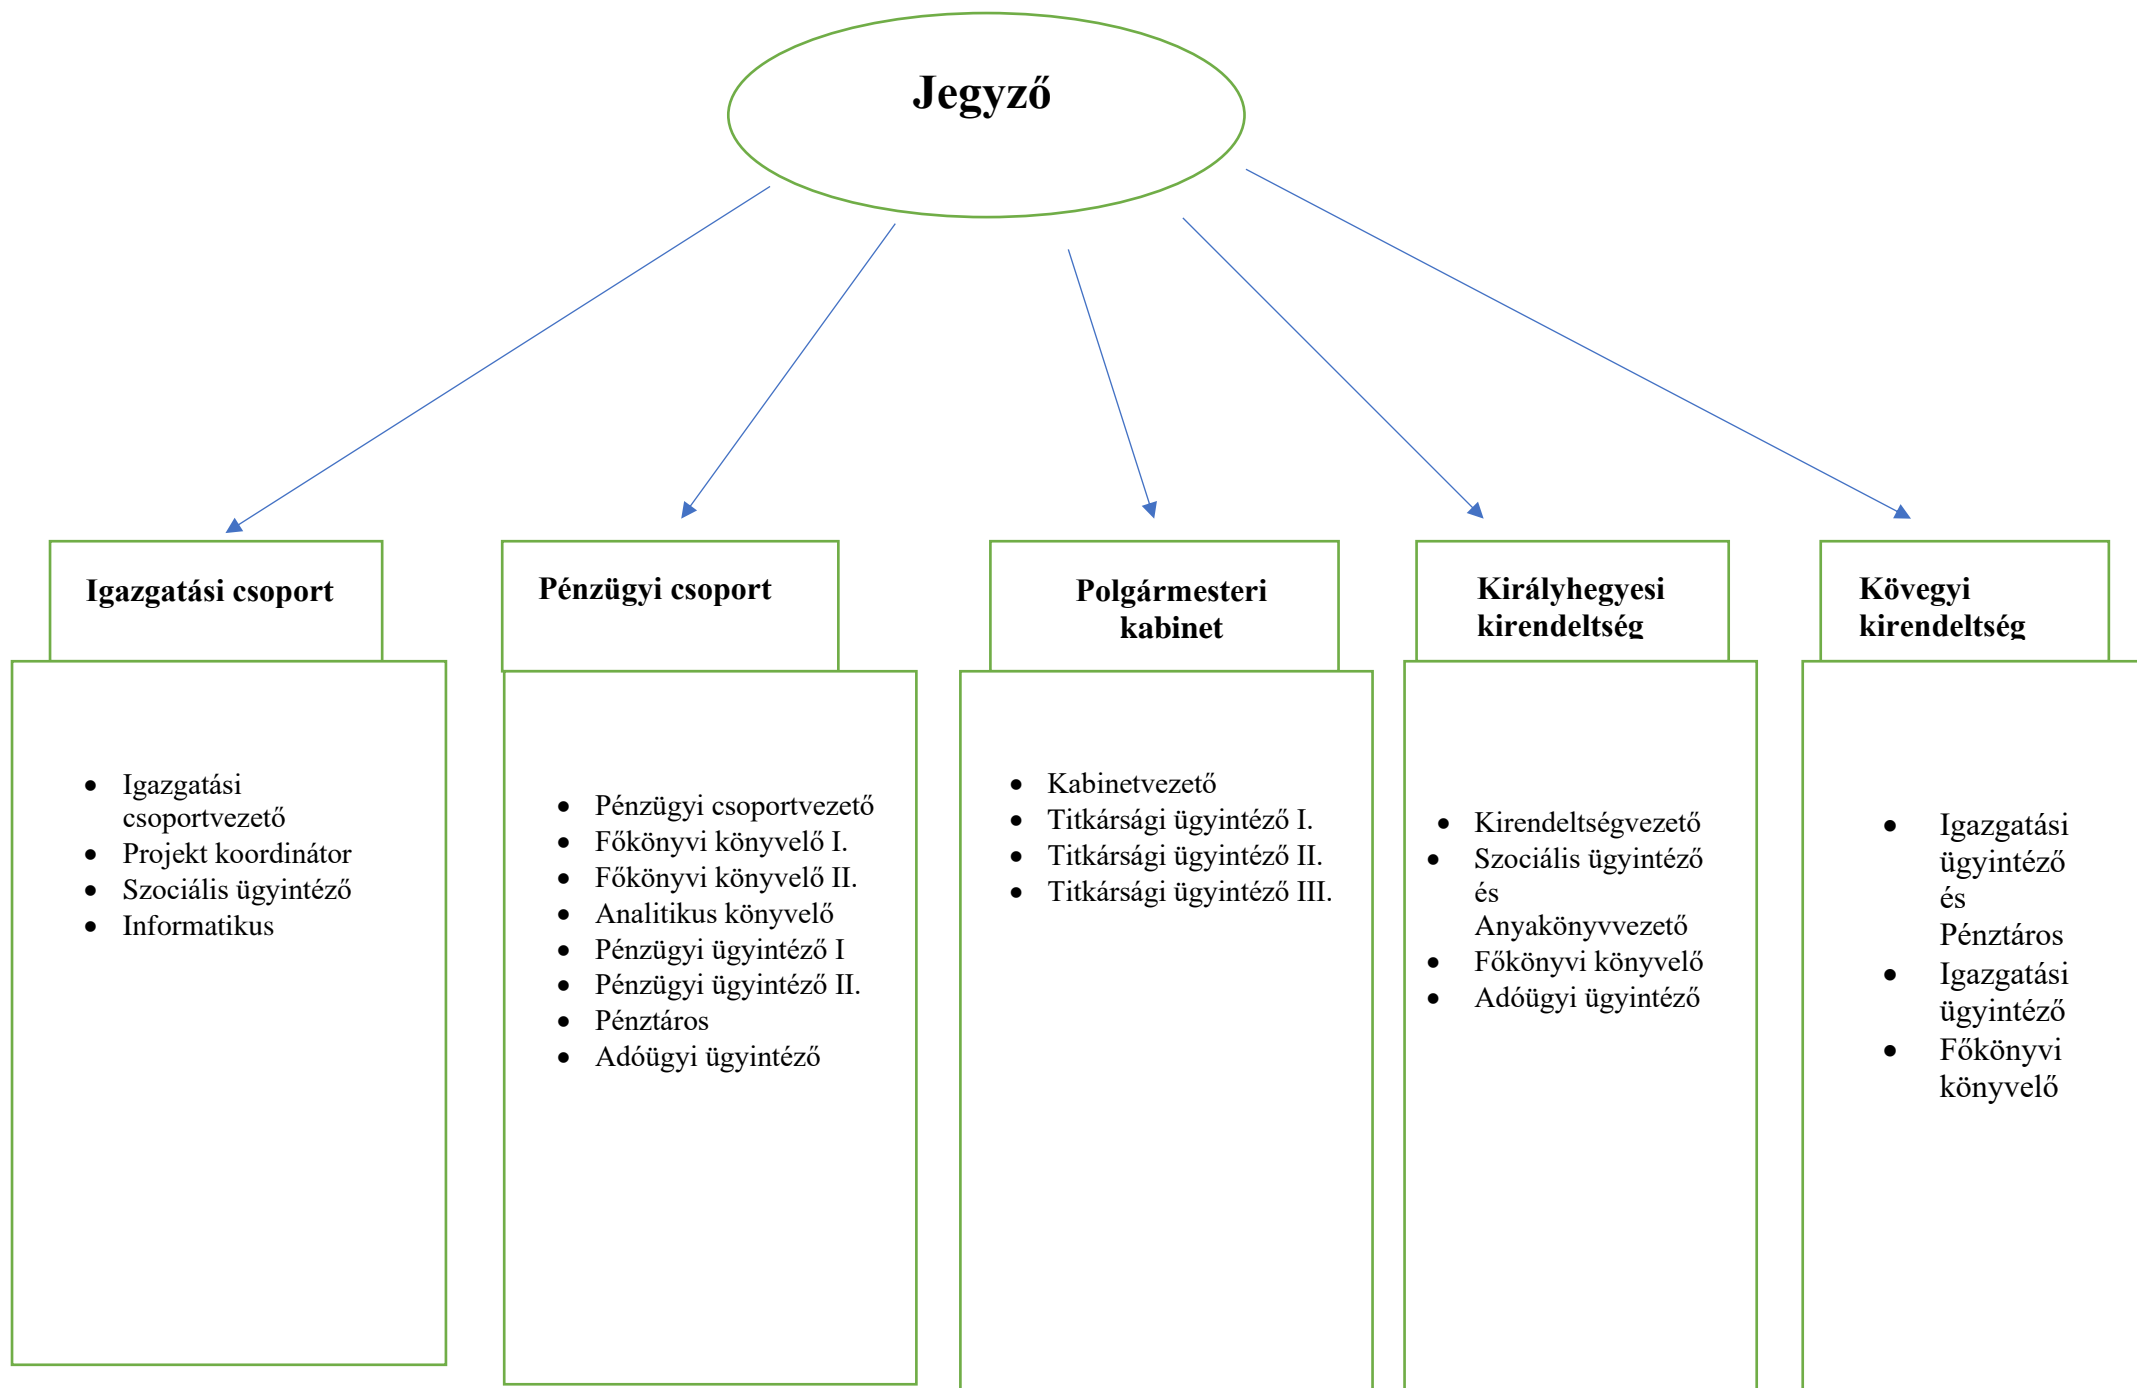 Jegyző
Igazgatási csoport
• Igazgatási
csoportvezető
• Projekt koordinátor
• Szociális ügyintéző
• Informatikus
Pénzügyi csoport
• Pénzügyi csoportvezető
• Főkönyvi könyvelő I.
• Főkönyvi könyvelő II.
• Analitikus könyvelő
• Pénzügyi ügyintéző I
• Pénzügyi ügyintéző II.
• Pénztáros
• Adóügyi ügyintéző
Polgármesteri
kabinet
• Kabinetvezető
• Titkársági ügyintéző I.
• Titkársági ügyintéző II.
• Titkársági ügyintéző III.
Királyhegyesi
kirendeltség
• Kirendeltségvezető
• Szociális ügyintéző
és
Anyakönyvvezető
• Főkönyvi könyvelő
• Adóügyi ügyintéző
Kövegyi
kirendeltség
• Igazgatási
ügyintéző
és
Pénztáros
• Igazgatási
ügyintéző
• Főkönyvi
könyvelő